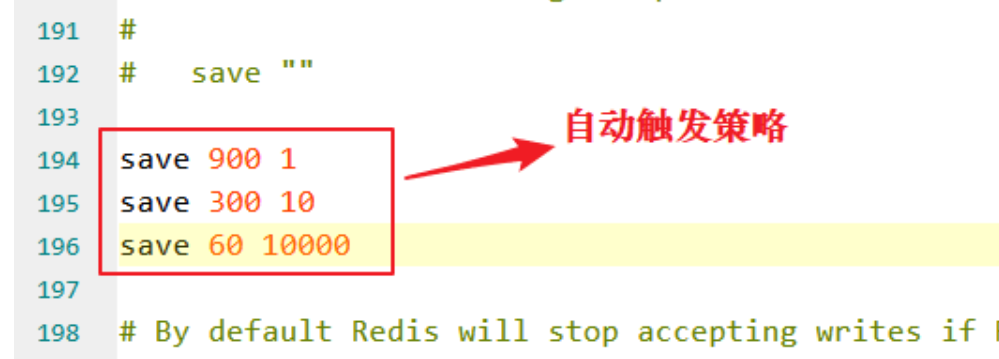 191 #
192 # save ""
193
自动触发策略
194 save 900 1
195 save 300 10
196 save 60 10000
197
198 # By default Redis will stop accepting writes if